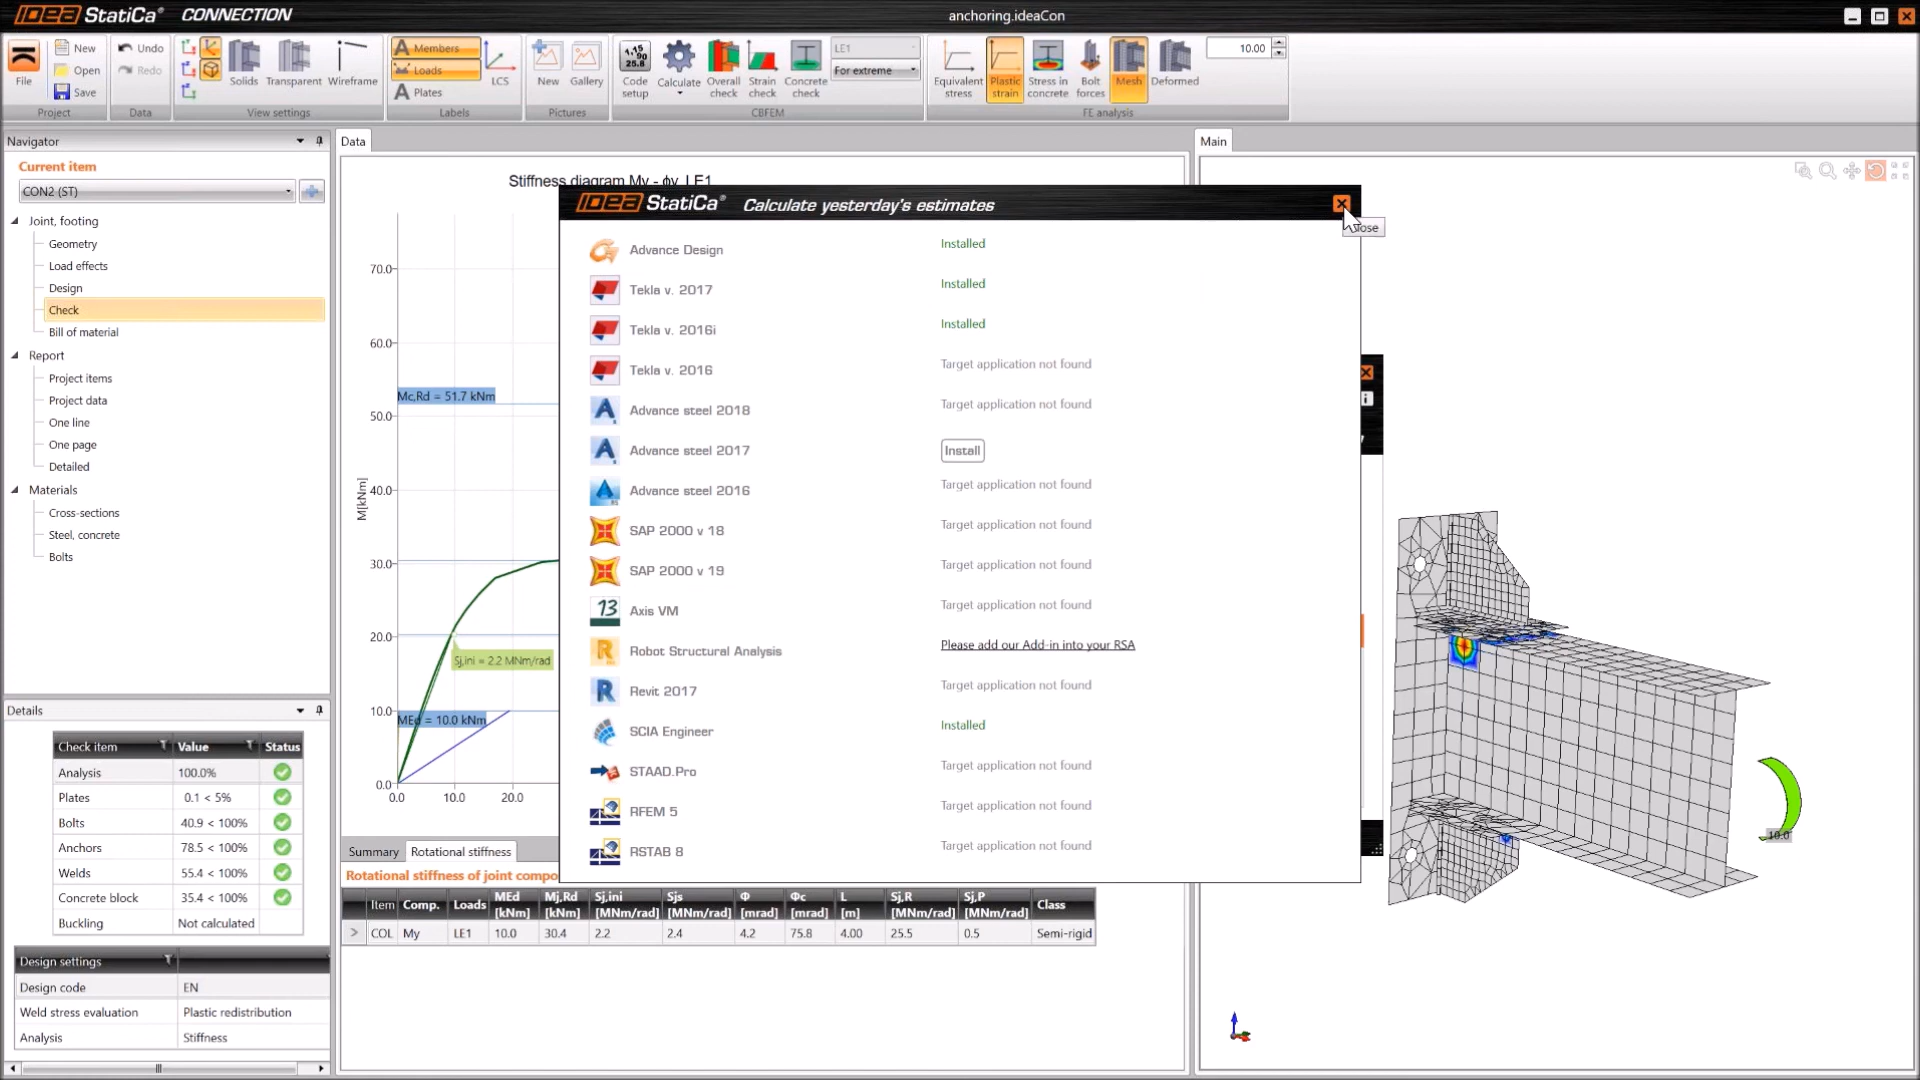 IDEA StatiCa® CONNECTION
anchoring.ideaCon
File
New
Open
Save
Project
Undo
Redo
Data
Solids
Transparent
Wireframe
View settings
Members
Loads
Plates
LCS
Labels
New
Gallery
Pictures
Code setup
Calculate
Overall check
Strain check
Concrete check
LE1
For extreme
CBFEM
Equivalent stress
Plastic strain
Stress in concrete
Bolt forces
Mesh
Deformed
10.00
FE analysis
Navigator
Current item
CON2 (ST)
Joint, footing
Geometry
Load effects
Design
Check
Bill of material
Report
Project items
Project data
One line
One page
Detailed
Materials
Cross-sections
Steel, concrete
Bolts
Details
Check item Value Status
Analysis 100.0%
Plates 0.1 < 5%
Bolts 40.9 < 100%
Anchors 78.5 < 100%
Welds 55.4 < 100%
Concrete block 35.4 < 100%
Buckling Not calculated
Design settings
Design code EN
Weld stress evaluation Plastic redistribution
Analysis Stiffness
Data
Stiffness diagram My - ϕy, LE1
M[kNm]
70.0
60.0
50.0
40.0
30.0
20.0
10.0
0.0
0.0 10.0 20.0
Mc,Rd = 51.7 kNm
Sj,ini = 2.2 MNm/rad
MEd = 10.0 kNm
IDEA StatiCa® Calculate yesterday's estimates
Advance Design Installed
Tekla v. 2017 Installed
Tekla v. 2016i Installed
Tekla v. 2016 Target application not found
Advance steel 2018 Target application not found
Advance steel 2017 Install
Advance steel 2016 Target application not found
SAP 2000 v 18 Target application not found
SAP 2000 v 19 Target application not found
Axis VM Target application not found
Robot Structural Analysis Please add our Add-in into your RSA
Revit 2017 Target application not found
SCIA Engineer Installed
STAAD.Pro Target application not found
RFEM 5 Target application not found
RSTAB 8 Target application not found
Summary
Rotational stiffness
Rotational stiffness of joint compo
Item Comp. Loads MEd [kNm] Mj,Rd [kNm] Sj,ini [MNm/rad] Sjs [MNm/rad] Φ [mrad] Φc [mrad] L [m] Sj,R [MNm/rad] Sj,P [MNm/rad] Class
> COL My LE1 10.0 30.4 2.2 2.4 4.2 75.8 4.00 25.5 0.5 Semi-rigid
Main
10.0